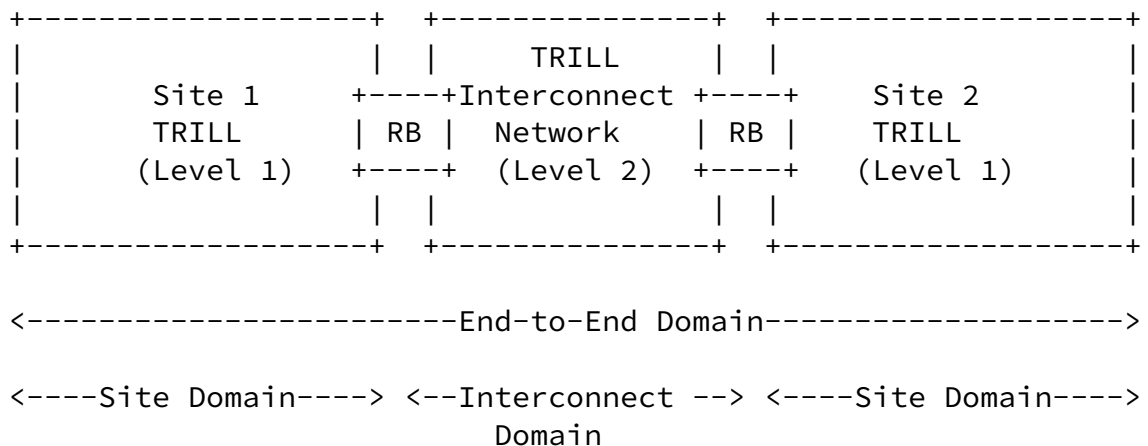 +-------------------+  +---------------+  +-------------------+
|                   |  |     TRILL     |  |                   |
|       Site 1     +----+Interconnect +----+    Site 2        |
|       TRILL      | RB |  Network    | RB |    TRILL         |
|      (Level 1)   +----+  (Level 2)  +----+   (Level 1)      |
|                   |  |               |  |                   |
+-------------------+  +---------------+  +-------------------+
<------------------------End-to-End Domain-------------------->
<----Site Domain----> <--Interconnect --> <----Site Domain---->
Domain